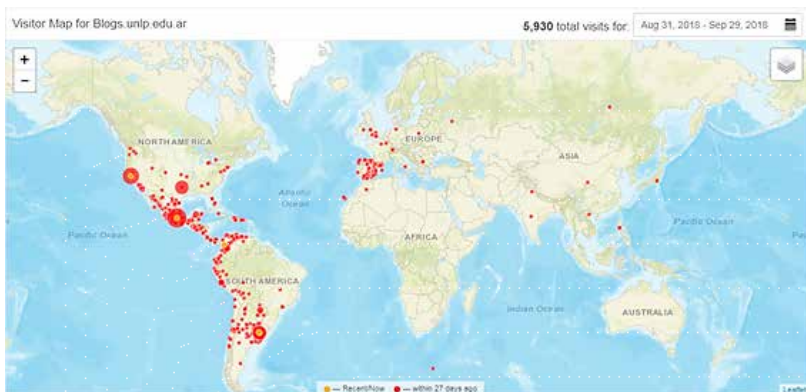 Visitor Map for Blogs.unlp.edu.ar
5,930 total visits for: Aug 31, 2018 - Sep 29, 2018
+
−
NORTH AMERICA
EUROPE
ASIA
Atlantic
Ocean
Pacific Ocean
Pacific Ocean
AFRICA
SOUTH AMERICA
Indian Ocean
AUSTRALIA
— Recent/Now — within 27 days ago
Leaflet